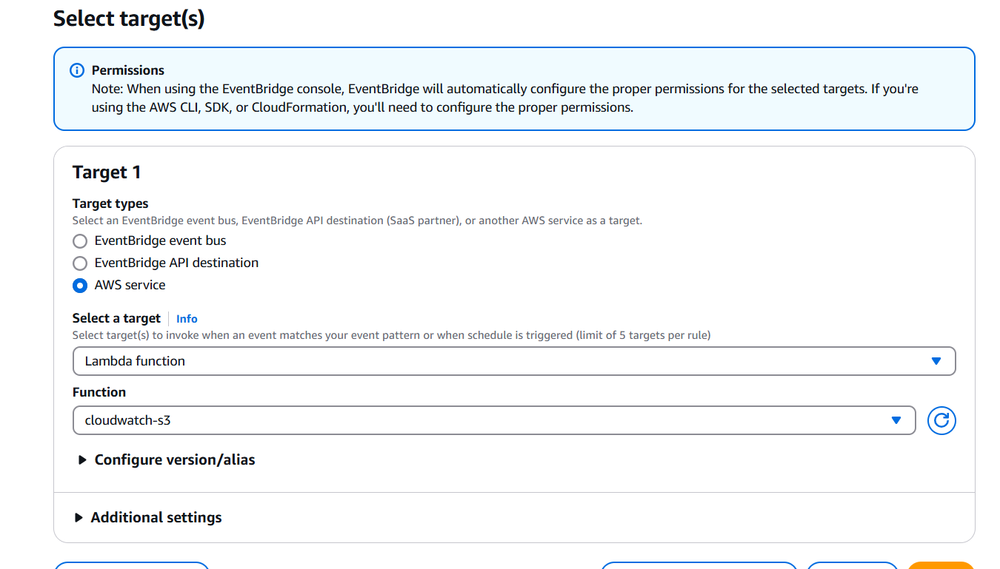 Select target(s)
Permissions
Note: When using the EventBridge console, EventBridge will automatically configure the proper permissions for the selected targets. If you're
using the AWS CLI, SDK, or CloudFormation, you'll need to configure the proper permissions.
Target 1
Target types
Select an EventBridge event bus, EventBridge API destination (SaaS partner), or another AWS service as a target.
EventBridge event bus
EventBridge API destination
AWS service
Select a target Info
Select target(s) to invoke when an event matches your event pattern or when schedule is triggered (limit of 5 targets per rule)
Lambda function
Function
cloudwatch-s3
Configure version/alias
Additional settings